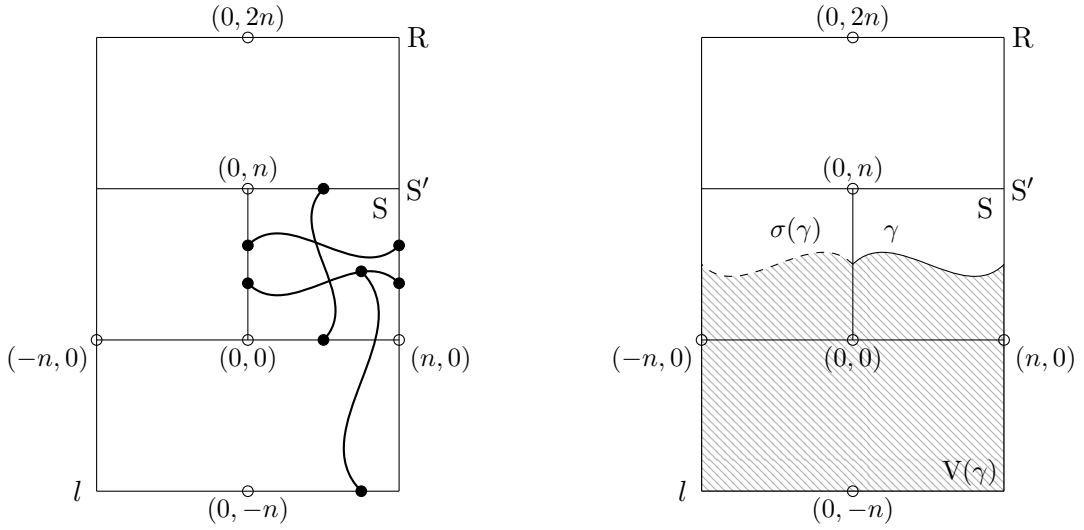 (0, 2n)
R
(0, n)
S'
S
(−n, 0)
(0, 0)
(n, 0)
l
(0, −n)
(0, 2n)
R
(0, n)
S'
S
σ(γ)
γ
(−n, 0)
(0, 0)
(n, 0)
V(γ)
l
(0, −n)